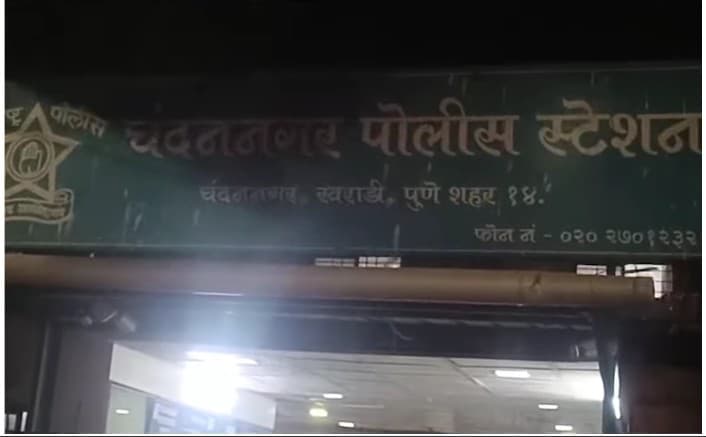 पोलीस
चंदननगर पोलीस स्टेशन
चंदननगर, खराडी, पुणे शहर १४.
फोन नं - ०२० २७०१२३२